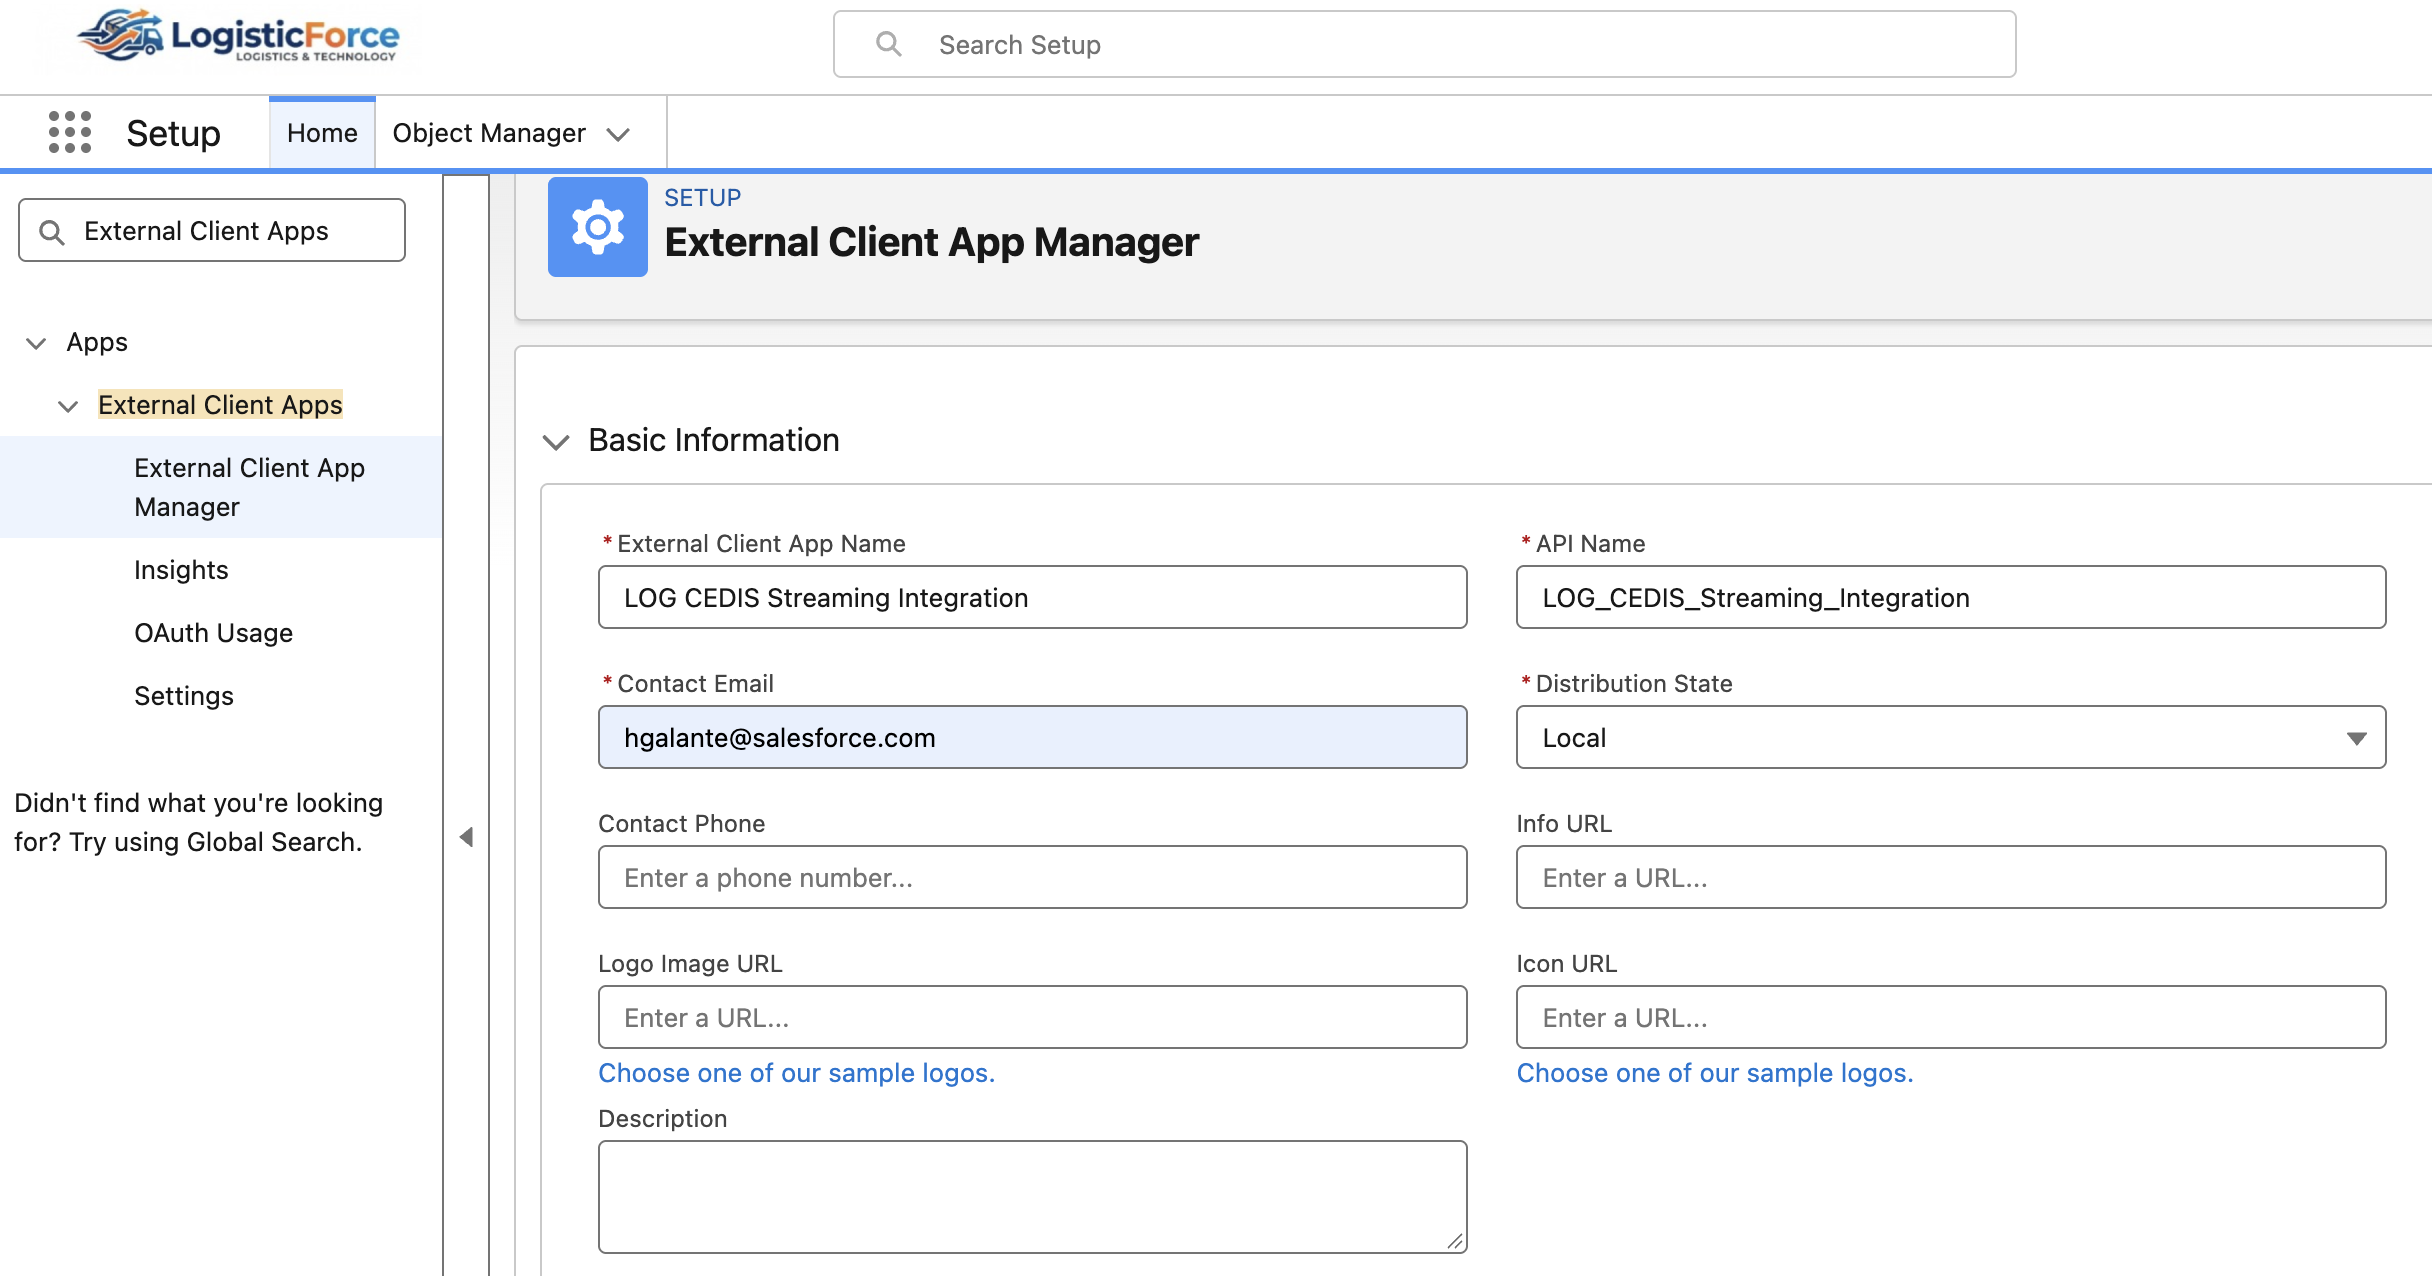 LogisticForce
LOGISTICS & TECHNOLOGY
Search Setup
Setup
Home
Object Manager
External Client Apps
Apps
External Client Apps
External Client App
Manager
Insights
OAuth Usage
Settings
Didn't find what you're looking
for? Try using Global Search.
SETUP
External Client App Manager
Basic Information
* External Client App Name
LOG CEDIS Streaming Integration
* API Name
LOG_CEDIS_Streaming_Integration
* Contact Email
hgalante@salesforce.com
* Distribution State
Local
Contact Phone
Enter a phone number...
Info URL
Enter a URL...
Logo Image URL
Enter a URL...
Choose one of our sample logos.
Icon URL
Enter a URL...
Choose one of our sample logos.
Description